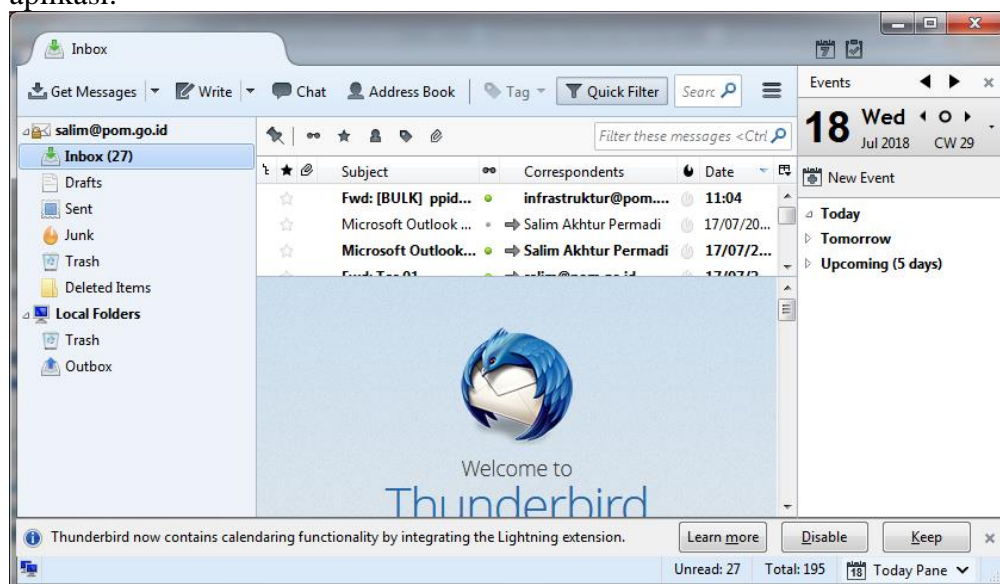 aplikasi.
Inbox
Get Messages Write Chat Address Book Tag Quick Filter Searc
salim@pom.go.id
Inbox (27)
Drafts
Sent
Junk
Trash
Deleted Items
Local Folders
Trash
Outbox
Filter these messages <Ctrl
Subject Correspondents Date
Fwd: [BULK] ppid... infrastruktur@pom.... 11:04
Microsoft Outlook ... Salim Akhtur Permadi 17/07/20...
Microsoft Outlook... Salim Akhtur Permadi 17/07/2...
Welcome to
Thunderbird
Events
18 Wed
Jul 2018 CW 29
New Event
Today
Tomorrow
Upcoming (5 days)
Thunderbird now contains calendaring functionality by integrating the Lightning extension. Learn more Disable Keep
Unread: 27 Total: 195 18 Today Pane